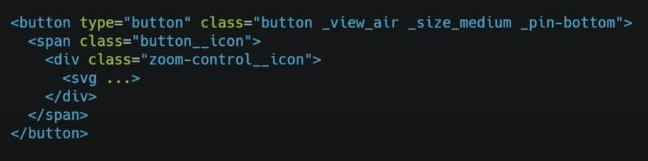 <button type="button" class="button _view_air _size_medium _pin-bottom">
<span class="button__icon">
<div class="zoom-control__icon">
<svg ...>
</div>
</span>
</button>